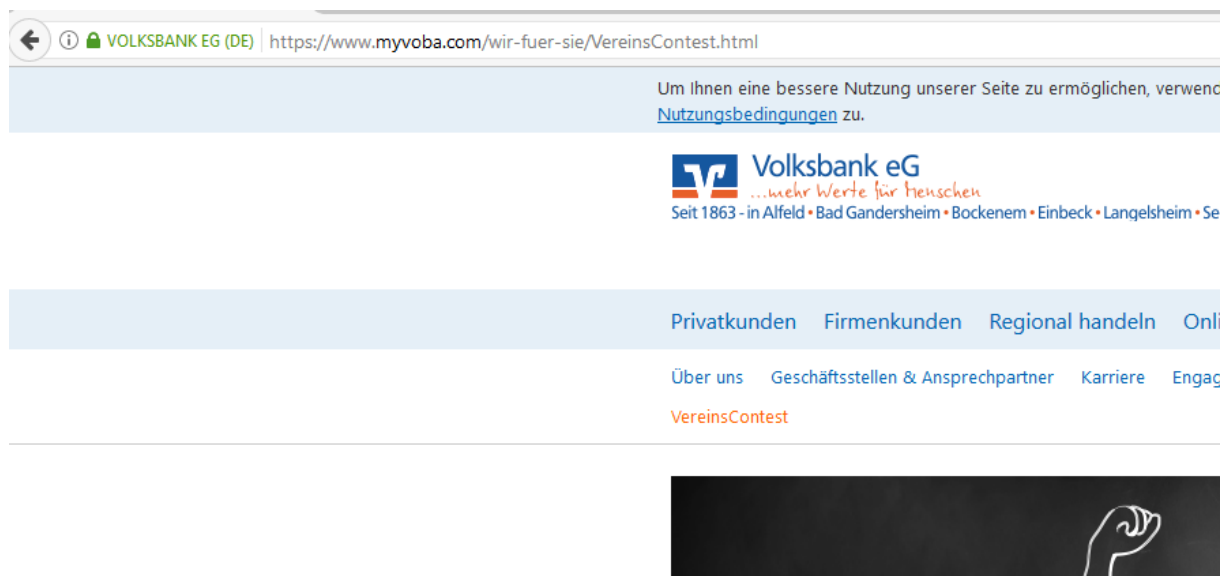 VOLKSBANK EG (DE) https://www.myvoba.com/wir-fuer-sie/VereinsContest.html
Um Ihnen eine bessere Nutzung unserer Seite zu ermöglichen, verwend
Nutzungsbedingungen zu.
Volksbank eG
...mehr Werte für Menschen
Seit 1863 - in Alfeld • Bad Gandersheim • Bockenem • Einbeck • Langelsheim • Se
Privatkunden Firmenkunden Regional handeln Onli
Über uns Geschäftsstellen & Ansprechpartner Karriere Engag
VereinsContest